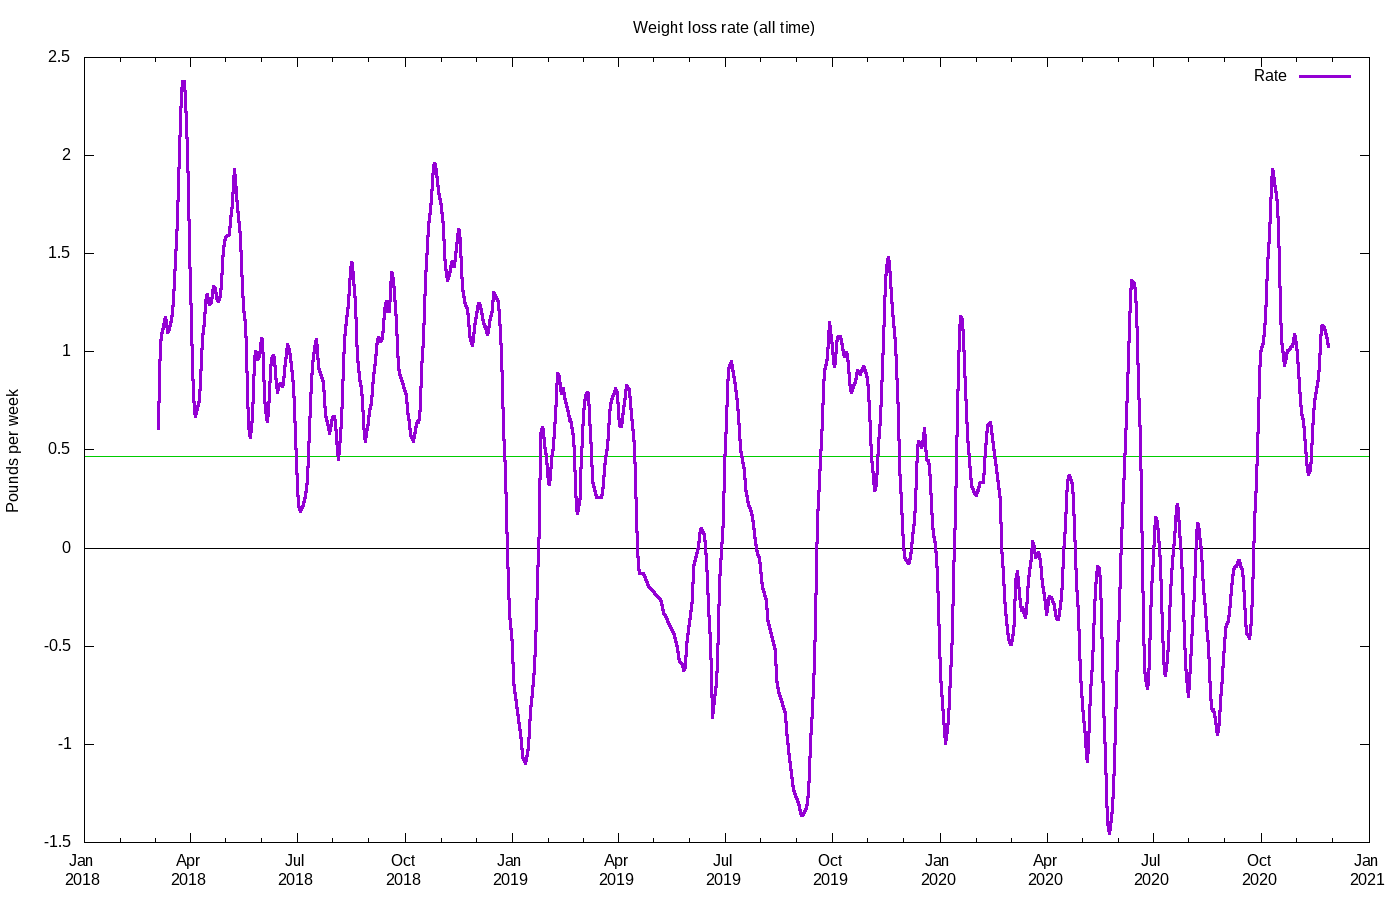 Weight loss rate (all time)
Rate
Pounds per week
2.5
2
1.5
1
0.5
0
-0.5
-1
-1.5
Jan Apr Jul Oct Jan Apr Jul Oct Jan Apr Jul Oct Jan
2018 2018 2018 2018 2019 2019 2019 2019 2020 2020 2020 2020 2021